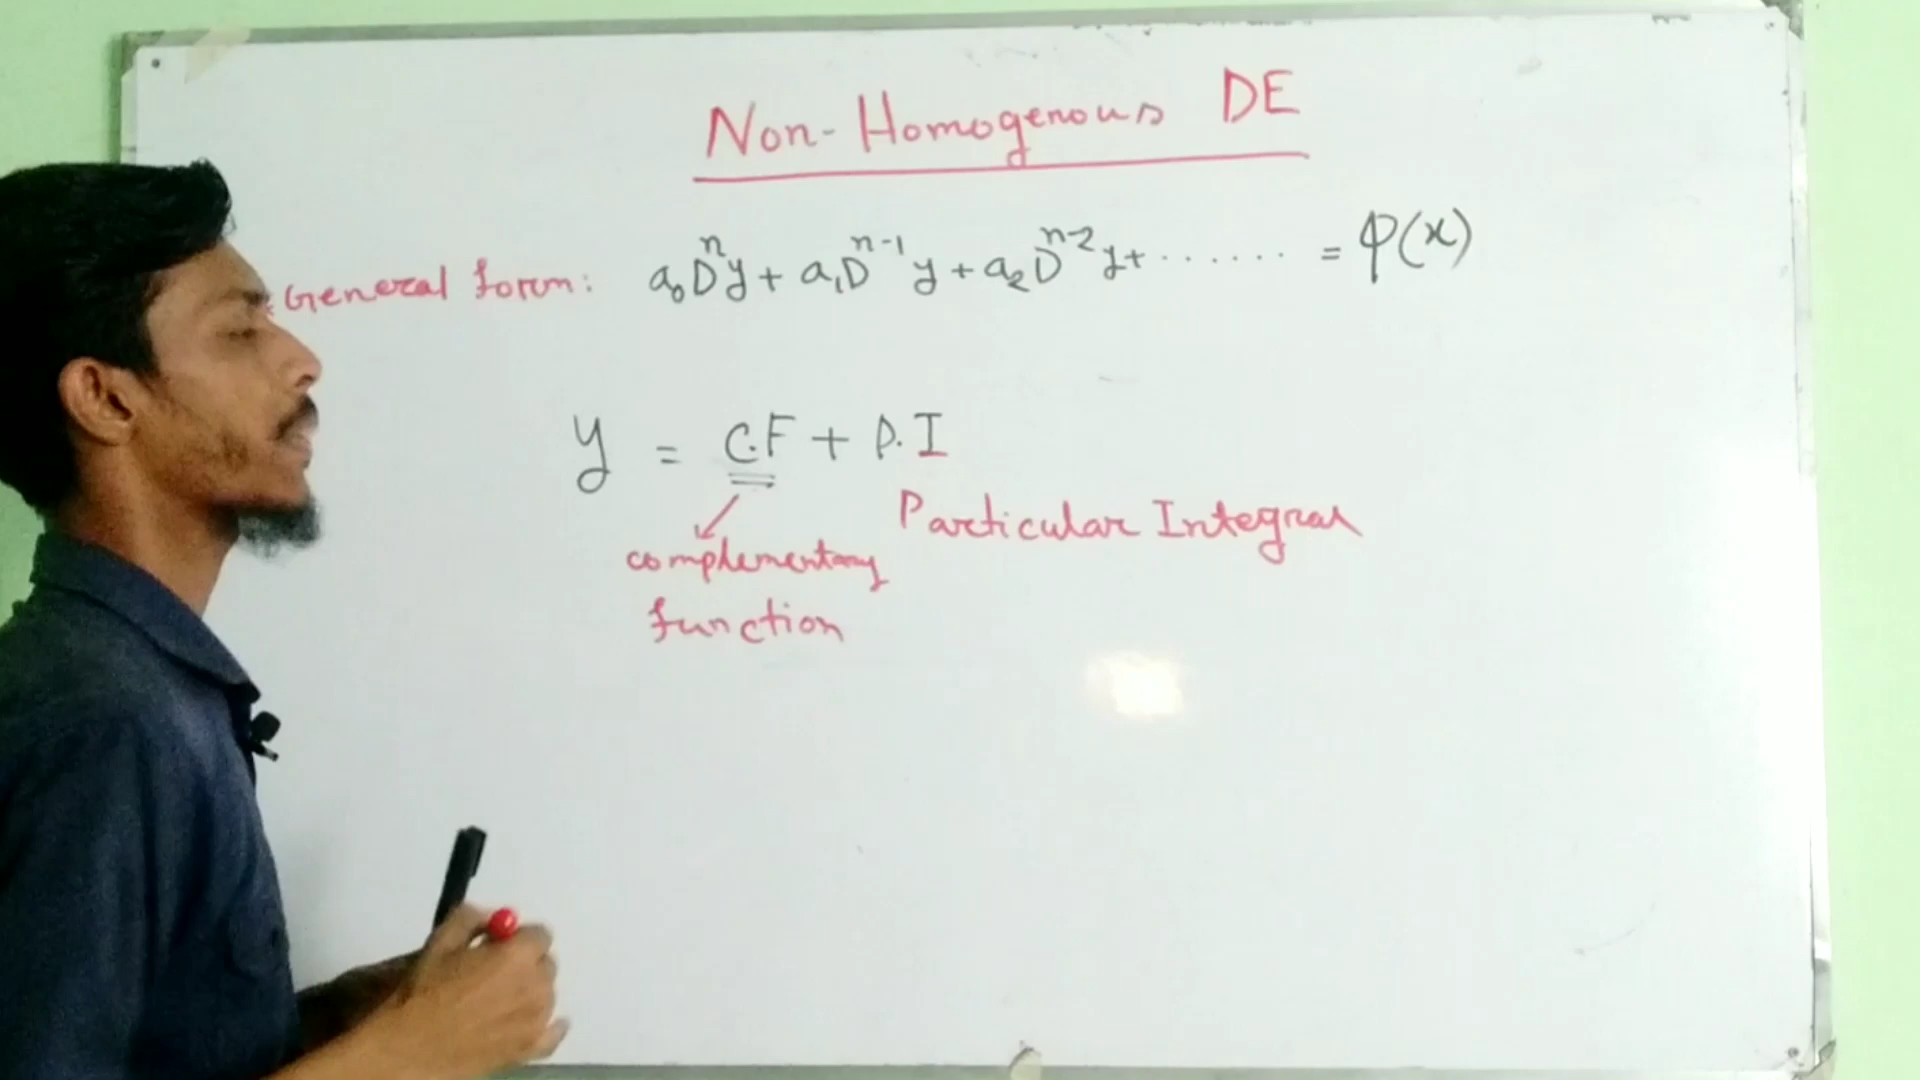 Non-Homogenous DE
General form: a₀Dⁿy + a₁Dⁿ⁻¹y + a₂Dⁿ⁻²y + ....... = φ(x)
y = C.F + P.I
Particular Integral
complementary
function